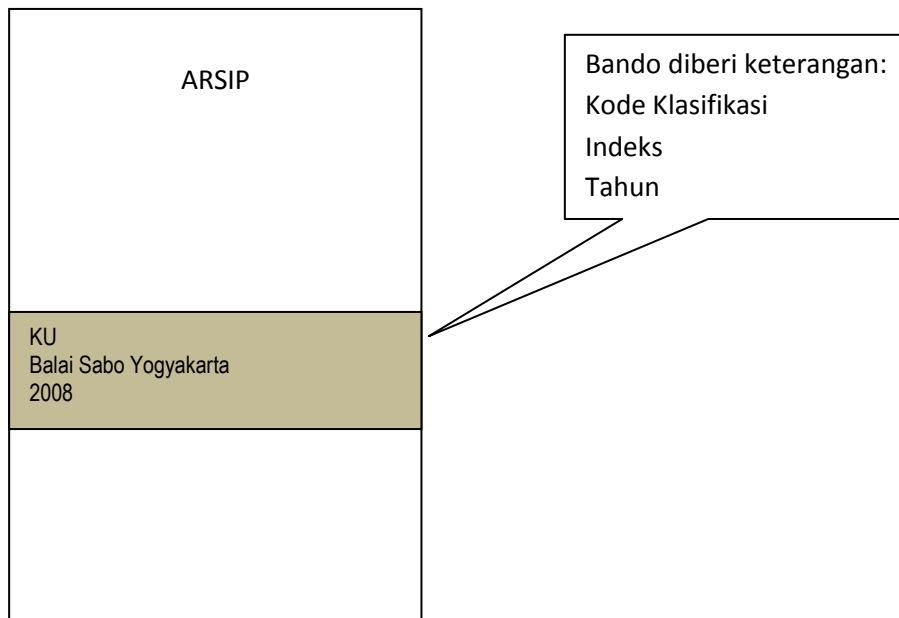 ARSIP
Bando diberi keterangan:
Kode Klasifikasi
Indeks
Tahun
KU
Balai Sabo Yogyakarta
2008